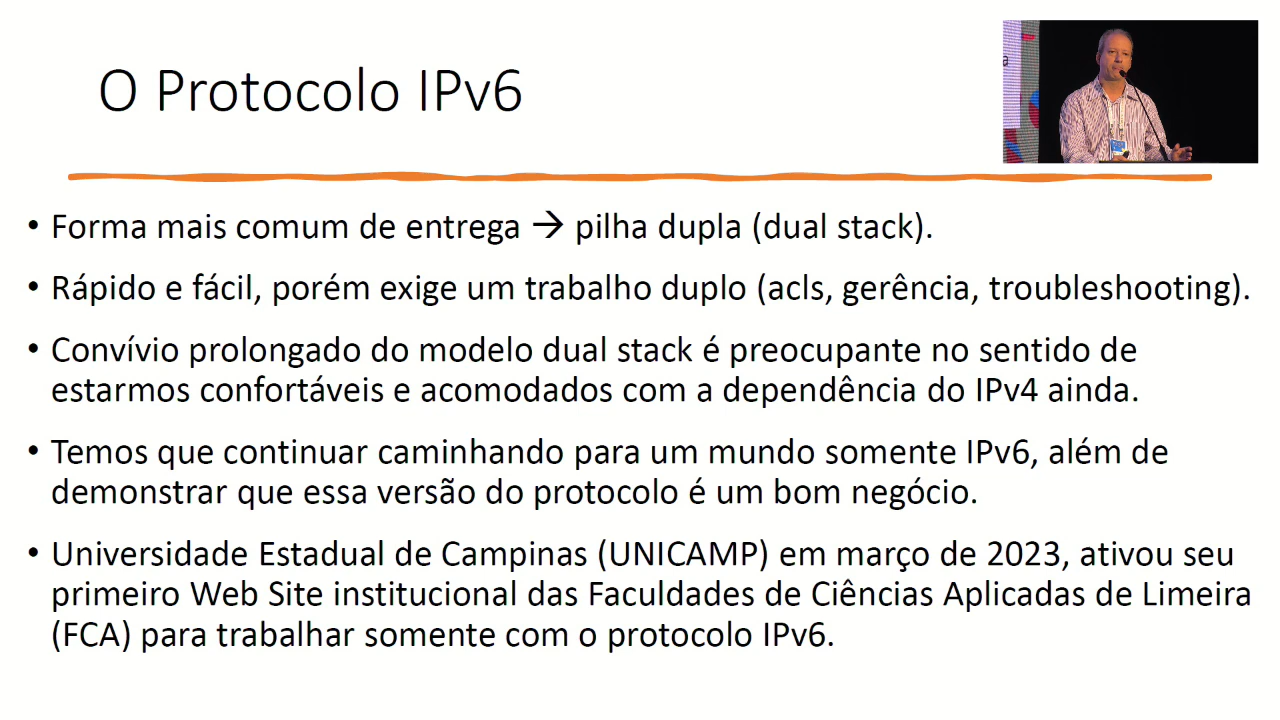 O Protocolo IPv6
• Forma mais comum de entrega → pilha dupla (dual stack).
• Rápido e fácil, porém exige um trabalho duplo (acls, gerência, troubleshooting).
• Convívio prolongado do modelo dual stack é preocupante no sentido de
estarmos confortáveis e acomodados com a dependência do IPv4 ainda.
• Temos que continuar caminhando para um mundo somente IPv6, além de
demonstrar que essa versão do protocolo é um bom negócio.
• Universidade Estadual de Campinas (UNICAMP) em março de 2023, ativou seu
primeiro Web Site institucional das Faculdades de Ciências Aplicadas de Limeira
(FCA) para trabalhar somente com o protocolo IPv6.